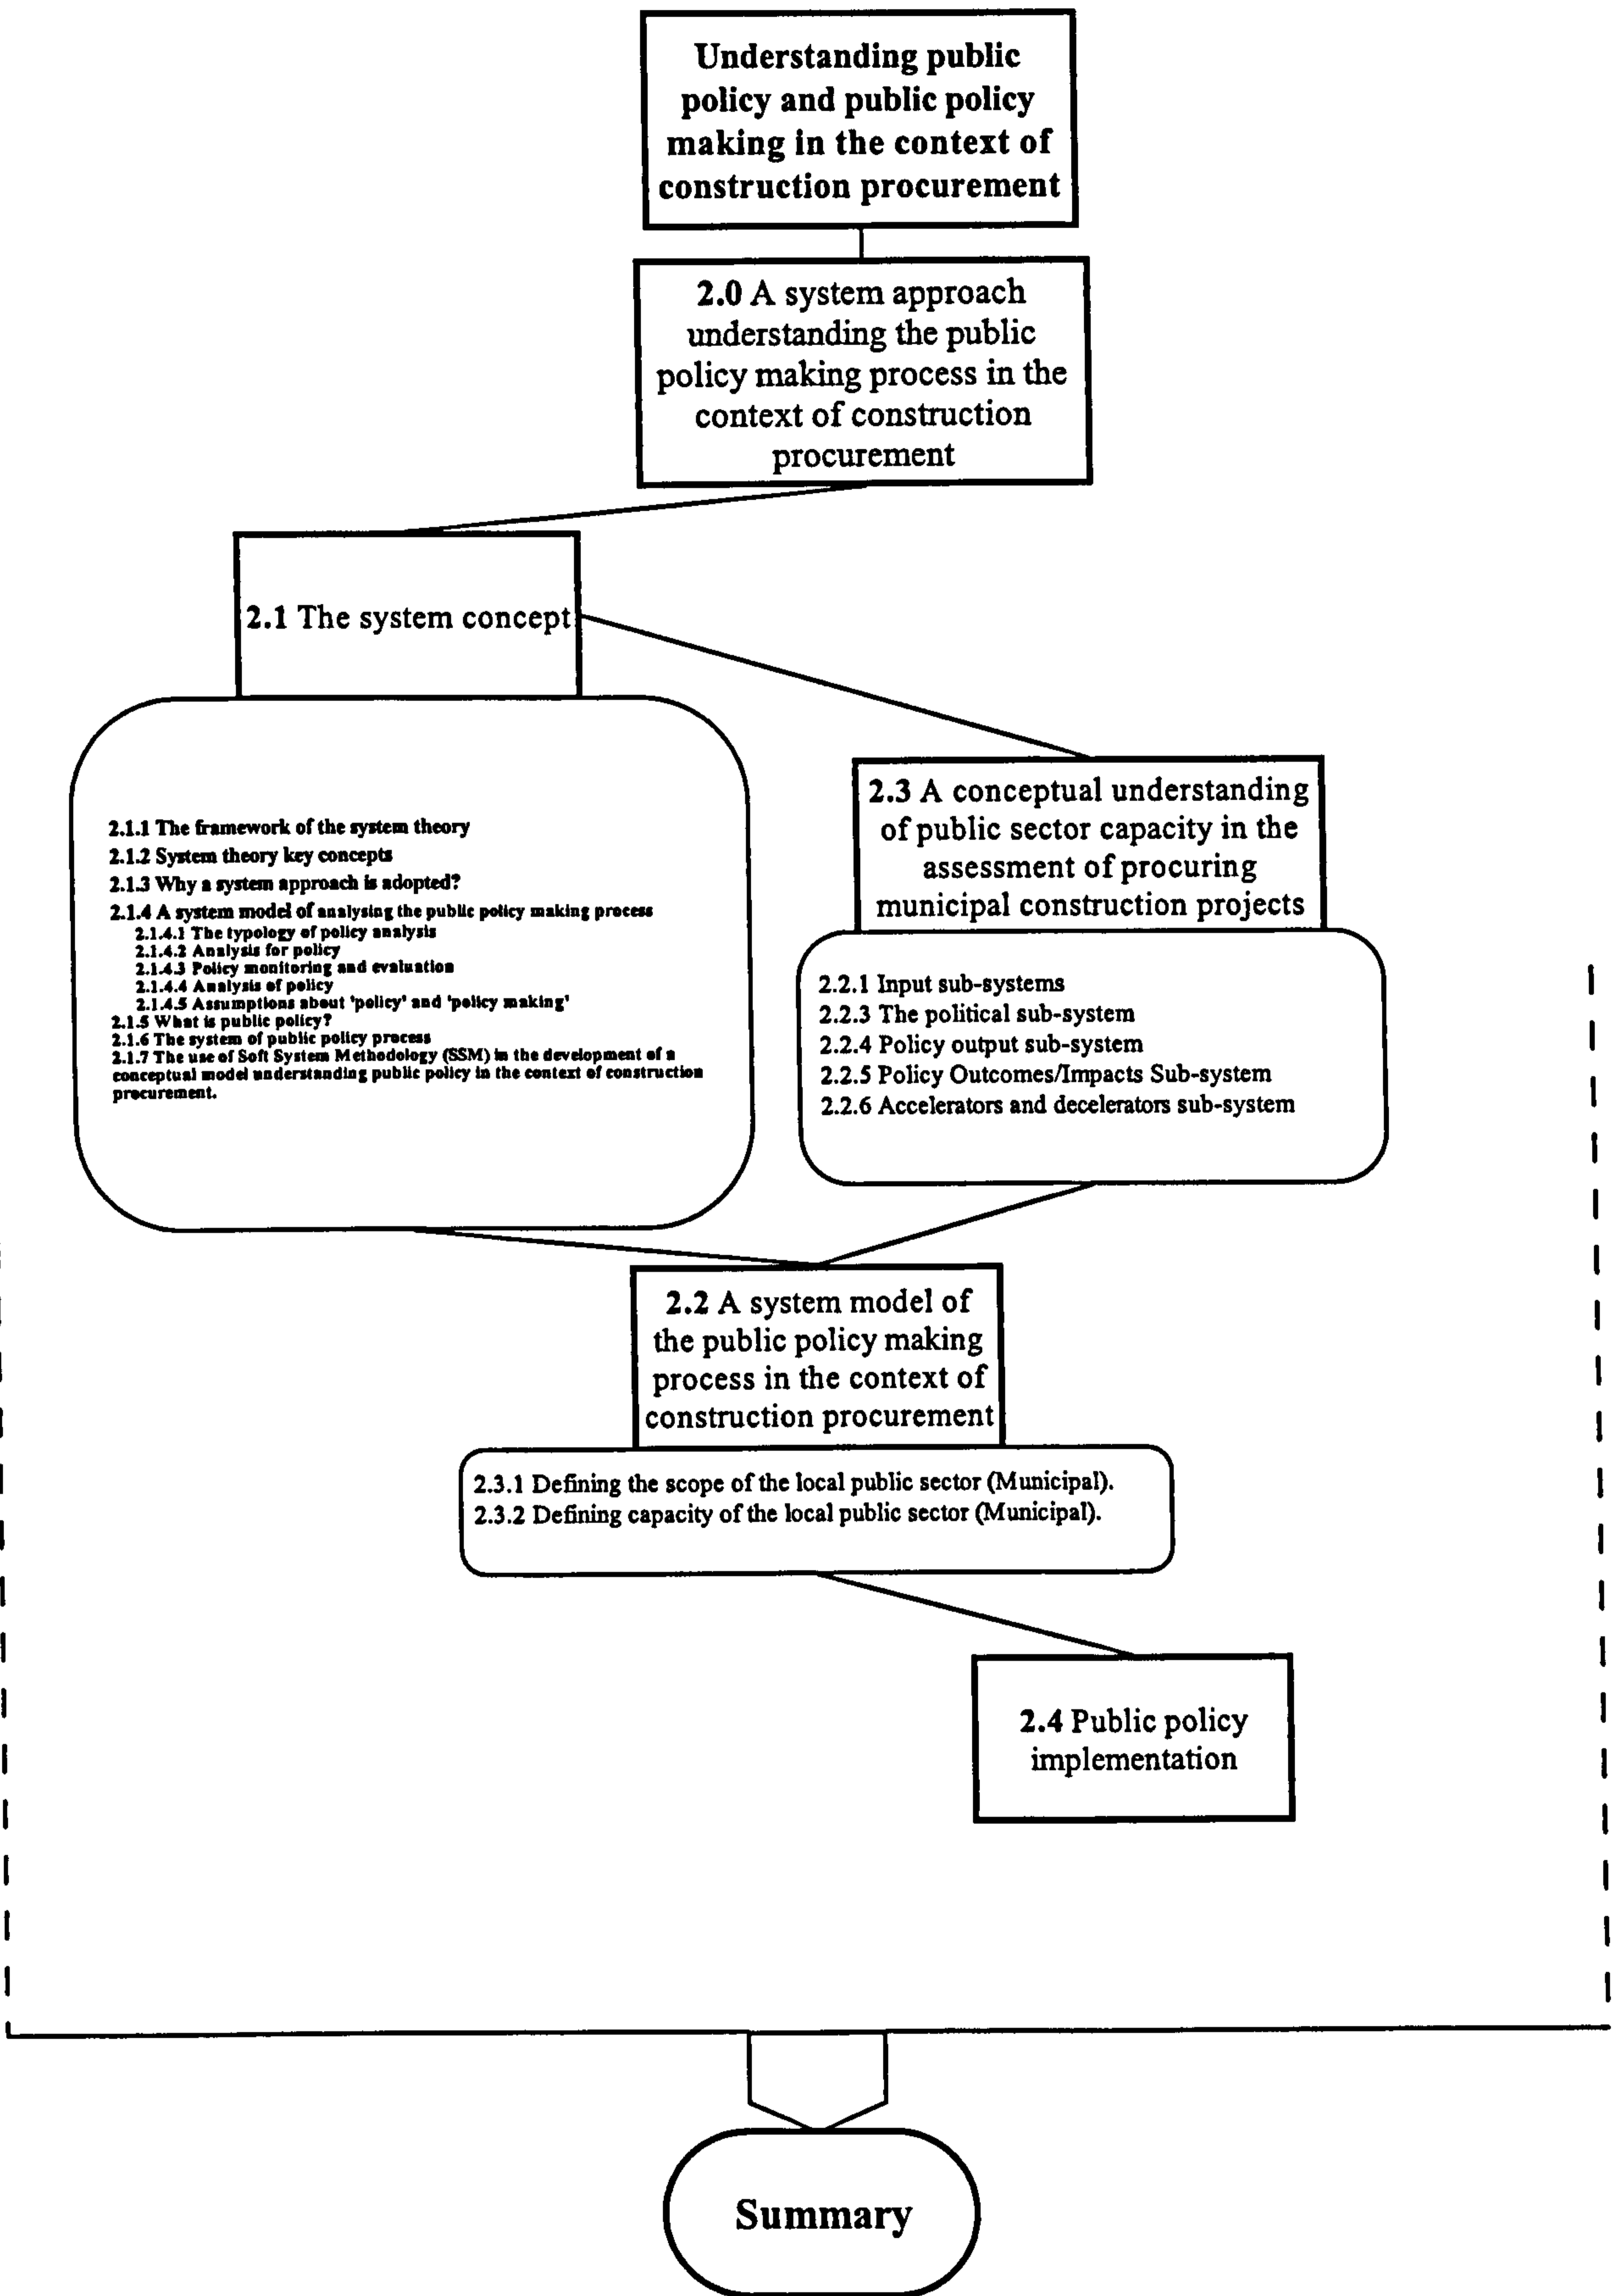 Understanding public
policy and public policy
making in the context of
construction procurement
2.0 A system approach
understanding the public
policy making process in the
context of construction
procurement
2.1 The system concept
2.1.1 The framework of the system theory
2.1.2 System theory key concepts
2.1.3 Why a system approach is adopted?
2.1.4 A system model of analysing the public policy making process
2.1.4.1 The typology of policy analysis
2.1.4.2 Analysis for policy
2.1.4.3 Policy monitoring and evaluation
2.1.4.4 Analysis of policy
2.1.4.5 Assumptions about 'policy' and 'policy making'
2.1.5 What is public policy?
2.1.6 The system of public policy process
2.1.7 The use of Soft System Methodology (SSM) in the development of a
conceptual model understanding public policy in the context of construction
procurement.
2.3 A conceptual understanding
of public sector capacity in the
assessment of procuring
municipal construction projects
2.2.1 Input sub-systems
2.2.3 The political sub-system
2.2.4 Policy output sub-system
2.2.5 Policy Outcomes/Impacts Sub-system
2.2.6 Accelerators and decelerators sub-system
2.2 A system model of
the public policy making
process in the context of
construction procurement
2.3.1 Defining the scope of the local public sector (Municipal).
2.3.2 Defining capacity of the local public sector (Municipal).
2.4 Public policy
implementation
Summary